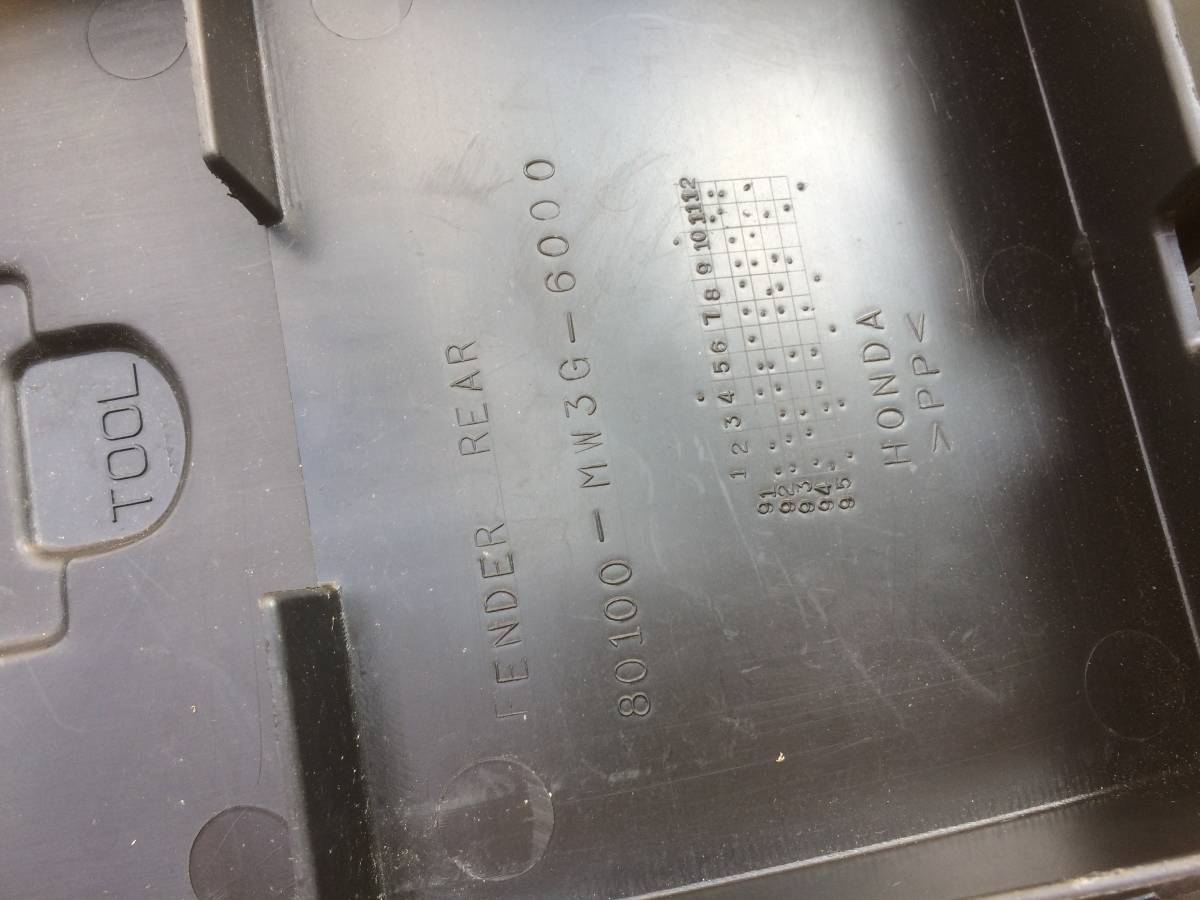 TOOL
FENDER REAR
80100-MW3G-6000
1 2 3 4 5 6 7 8 9 10 11 12
91
92
93
94
95
HONDA
>PP<